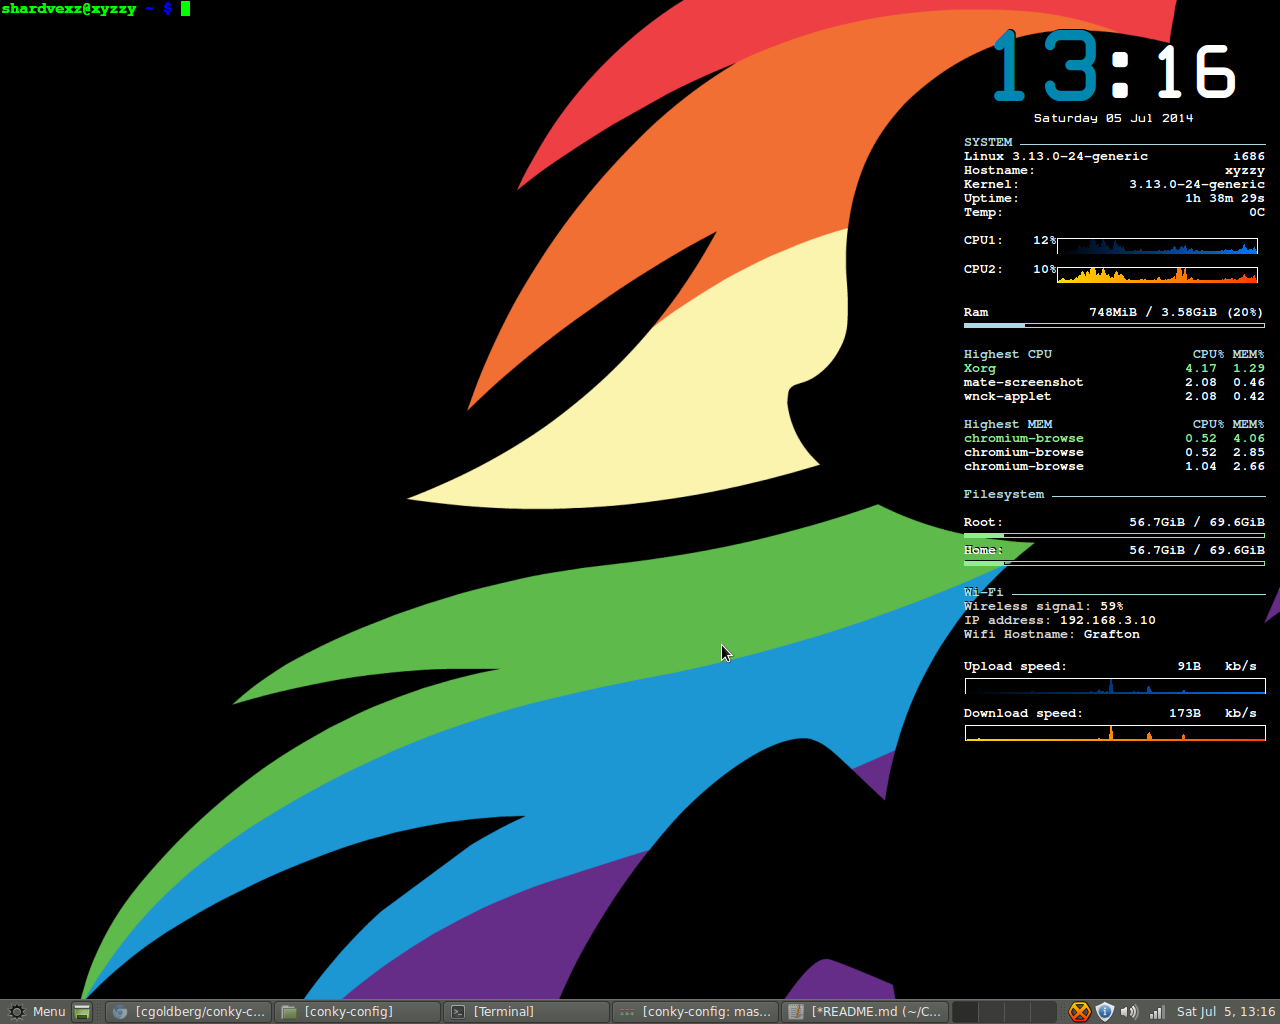 shardvexz@xyzzy ~ $
13:16
Saturday 05 Jul 2014
SYSTEM
Linux 3.13.0-24-generic i686
Hostname: xyzzy
Kernel: 3.13.0-24-generic
Uptime: 1h 38m 29s
Temp: 0C
CPU1: 12%
CPU2: 10%
Ram 748MiB / 3.58GiB (20%)
Highest CPU CPU% MEM%
Xorg 4.17 1.29
mate-screenshot 2.08 0.46
wnck-applet 2.08 0.42
Highest MEM CPU% MEM%
chromium-browse 0.52 4.06
chromium-browse 0.52 2.85
chromium-browse 1.04 2.66
Filesystem
Root: 56.7GiB / 69.6GiB
Home: 56.7GiB / 69.6GiB
Wi-Fi
Wireless signal: 59%
IP address: 192.168.3.10
Wifi Hostname: Grafton
Upload speed: 91B kb/s
Download speed: 173B kb/s
Menu [cgoldberg/conky-c... [conky-config] [Terminal] [conky-config: mas... [*README.md (~/C... Sat Jul 5, 13:16